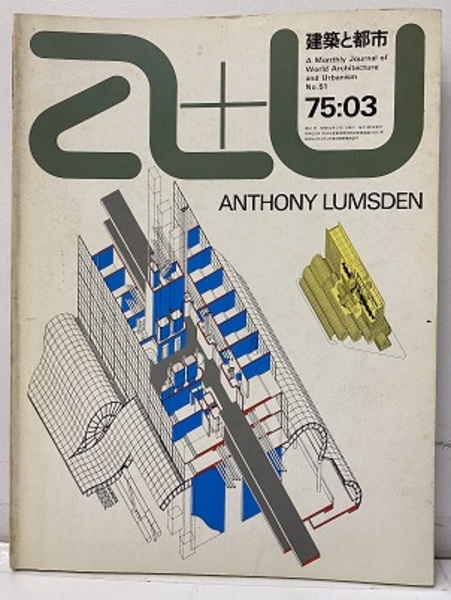 a+u
建築と都市
A Monthly Journal of
World Architecture
and Urbanism
No.51
75:03
ANTHONY LUMSDEN